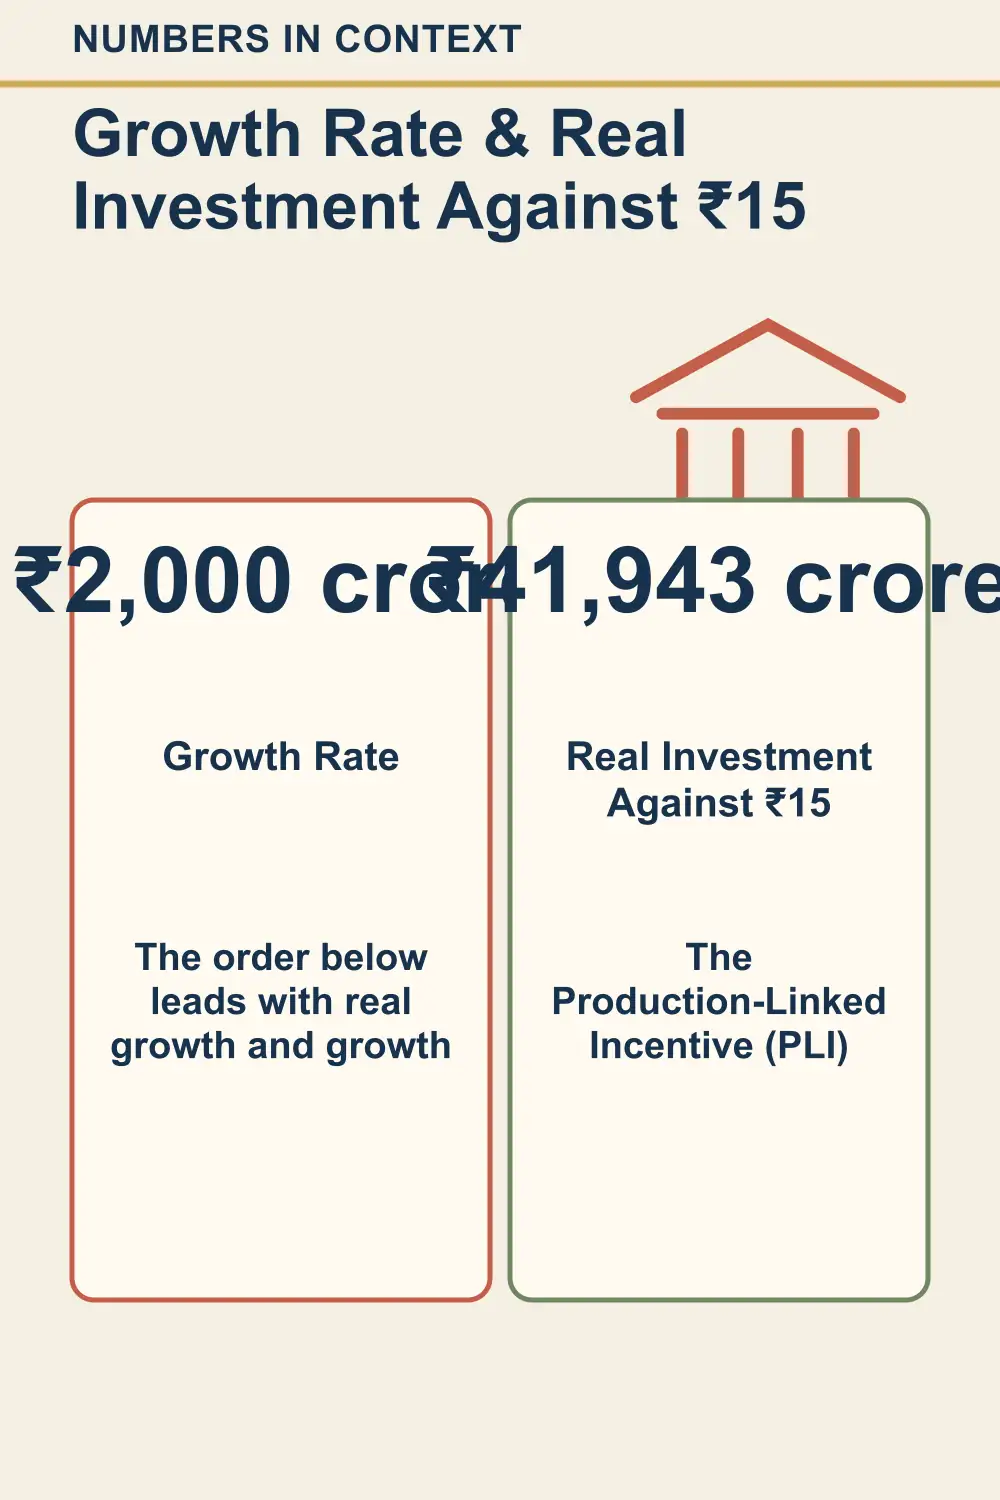 NUMBERS IN CONTEXT
Growth Rate & Real
Investment Against ₹15
₹2,000 cror
₹41,943 crore
Growth Rate
Real Investment
Against ₹15
The order below
leads with real
growth and growth
The
Production-Linked
Incentive (PLI)